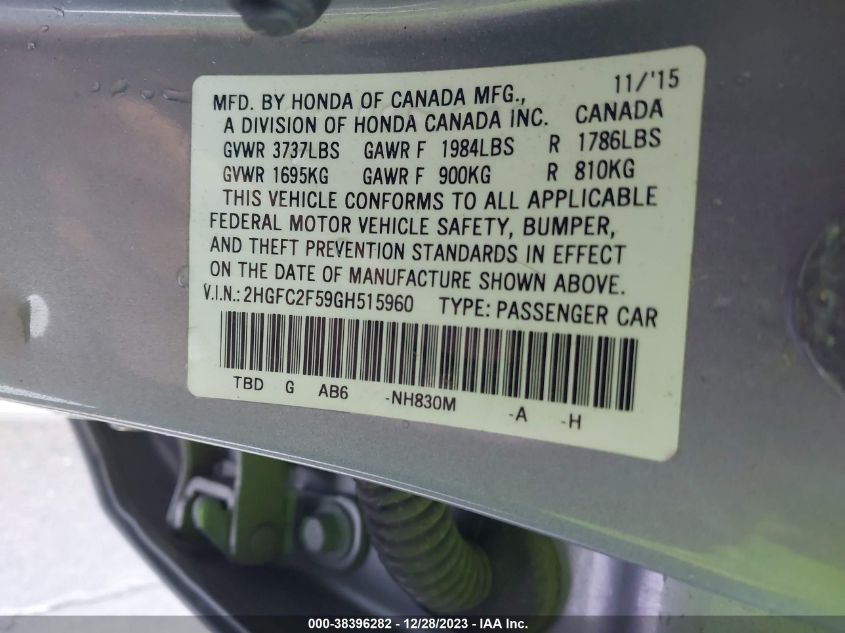 11/'15
MFD. BY HONDA OF CANADA MFG.,
A DIVISION OF HONDA CANADA INC. CANADA
GVWR 3737LBS GAWR F 1984LBS R 1786LBS
GVWR 1695KG GAWR F 900KG R 810KG
THIS VEHICLE CONFORMS TO ALL APPLICABLE
FEDERAL MOTOR VEHICLE SAFETY, BUMPER,
AND THEFT PREVENTION STANDARDS IN EFFECT
ON THE DATE OF MANUFACTURE SHOWN ABOVE.
V.I.N.: 2HGFC2F59GH515960 TYPE: PASSENGER CAR
TBD G AB6 -NH830M -A -H
000-38396282 - 12/28/2023 - IAA Inc.